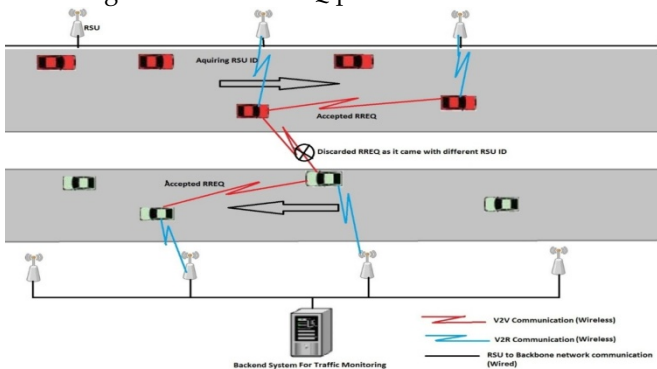 RSU
Aquiring RSU ID
Accepted RREQ
Discarded RREQ as it came with different RSU ID
Accepted RREQ
V2V Communication (Wireless)
V2R Communication (Wireless)
RSU to Backbone network communication
(Wired)
Backend System For Traffic Monitoring